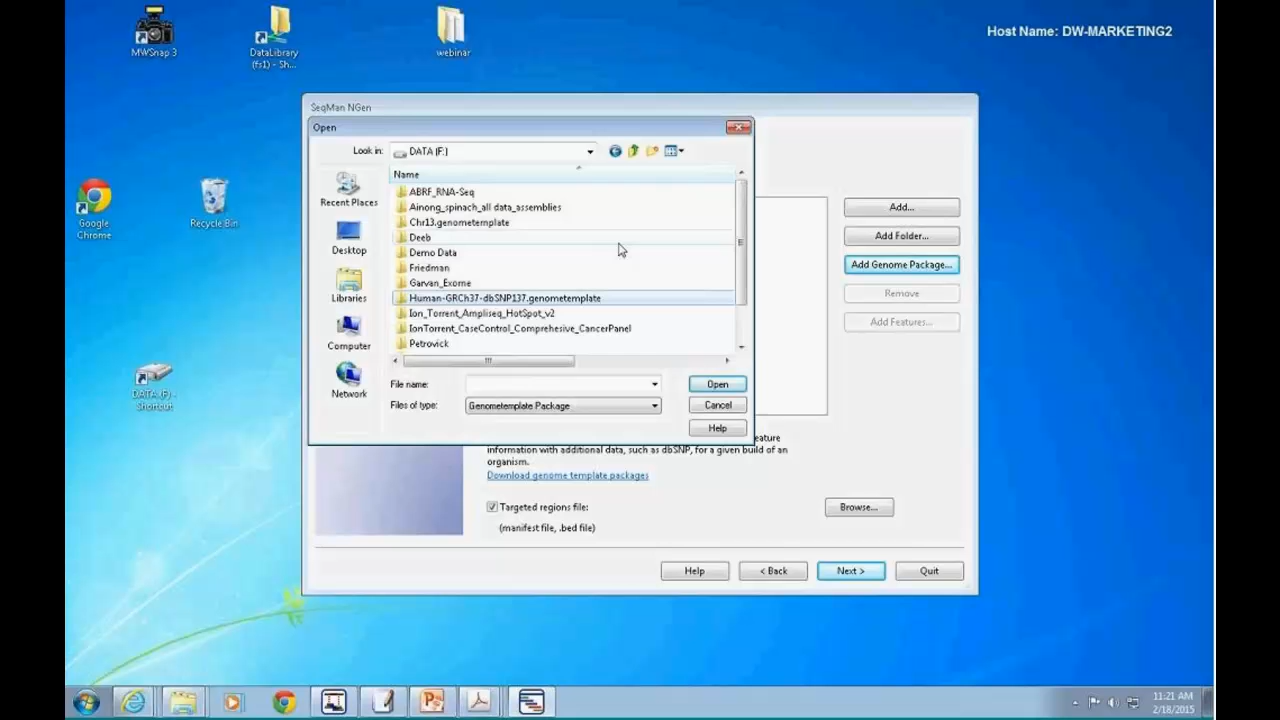 MWSnap 3
DataLibrary
(fs1) - Sh...
webinar
Host Name: DW-MARKETING2
Google
Chrome
Recycle Bin
DATA (F) -
Shortcut
SeqMan NGen
Open
Look in:
DATA (F:)
Name
Recent Places
Desktop
Libraries
Computer
Network
ABRF_RNA-Seq
Ainong_spinach_all data_assemblies
Chr13.genometemplate
Deeb
Demo Data
Friedman
Garvan_Exome
Human-GRCh37-dbSNP137.genometemplate
Ion_Torrent_Ampliseq_HotSpot_v2
IonTorrent_CaseControl_Comprehesive_CancerPanel
Petrovick
File name:
Open
Files of type:
Genometemplate Package
Cancel
Help
Add...
Add Folder...
Add Genome Package...
Remove
Add Features...
eature
information with additional data, such as dbSNP, for a given build of an
organism.
Download genome template packages
Targeted regions file:
Browse...
(manifest file, .bed file)
Help
< Back
Next >
Quit
11:21 AM
2/18/2015